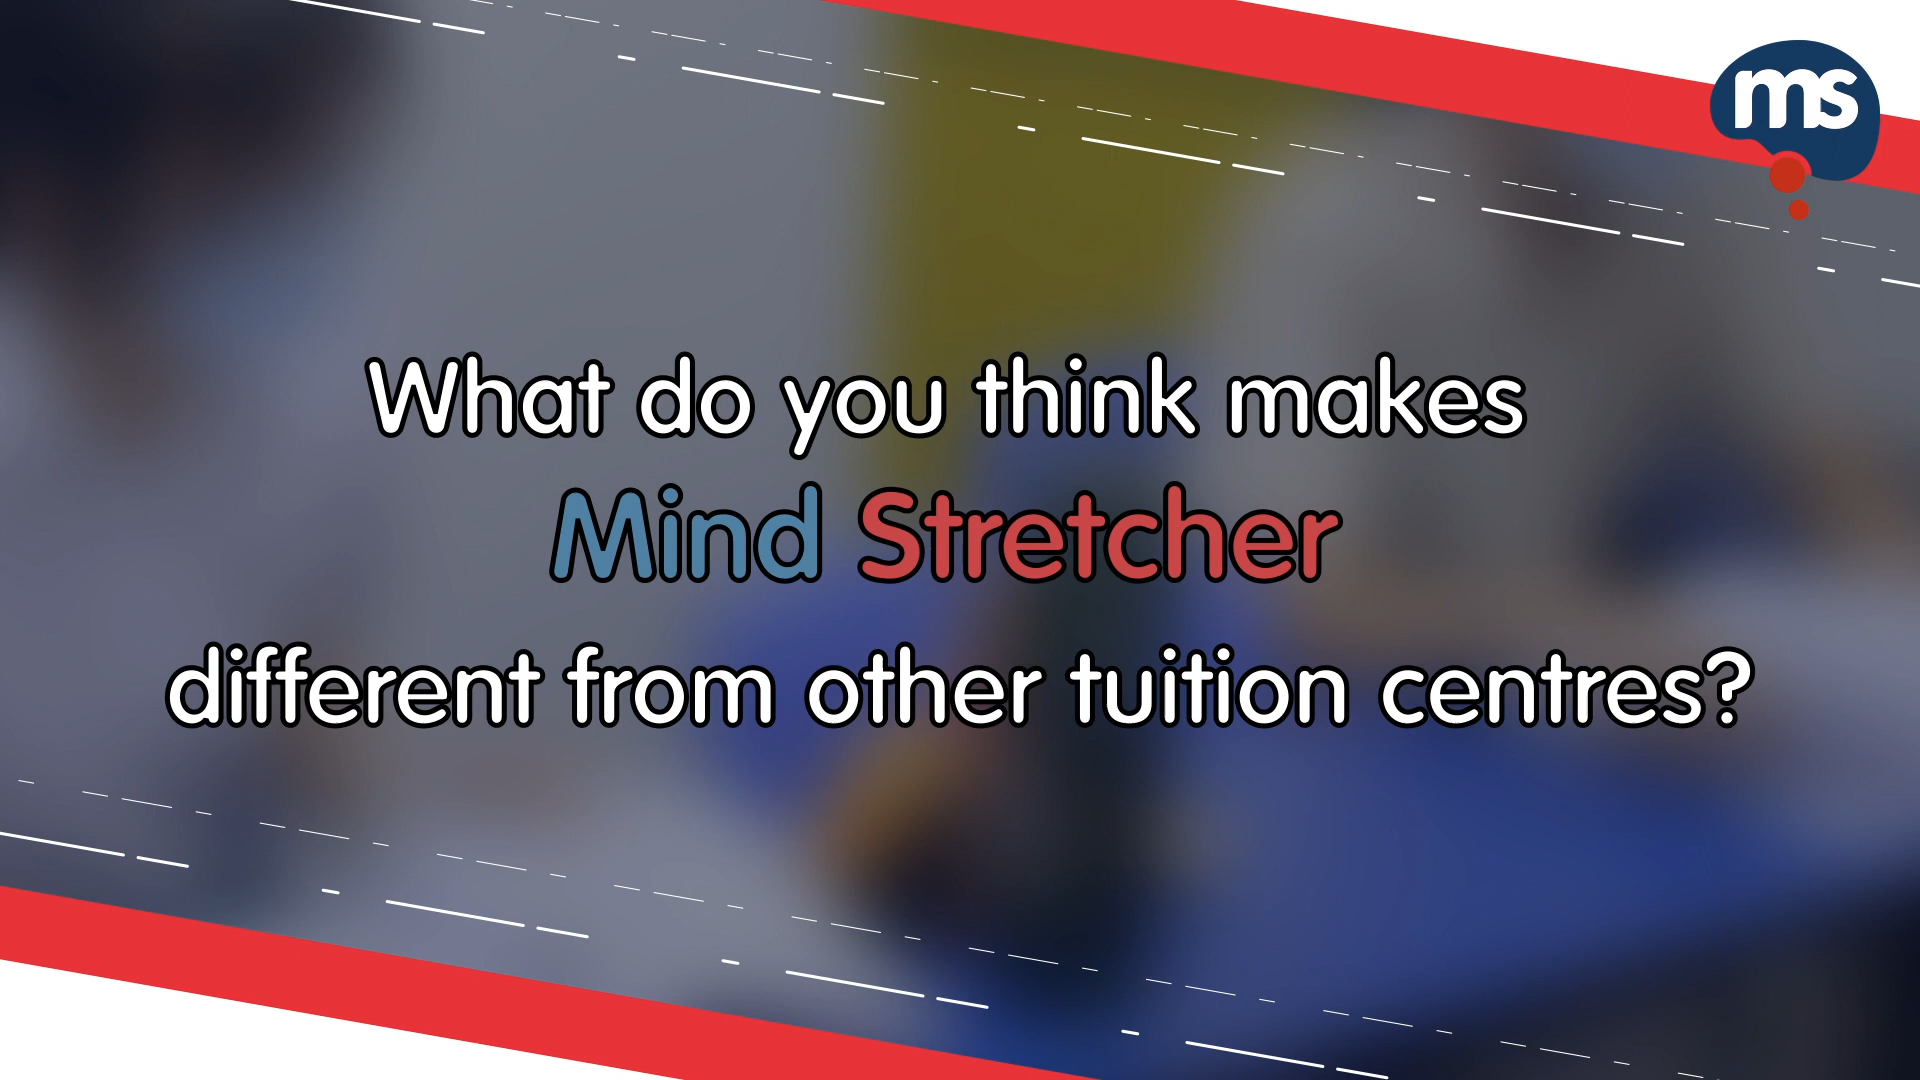 ms
What do you think makes
Mind Stretcher
different from other tuition centres?